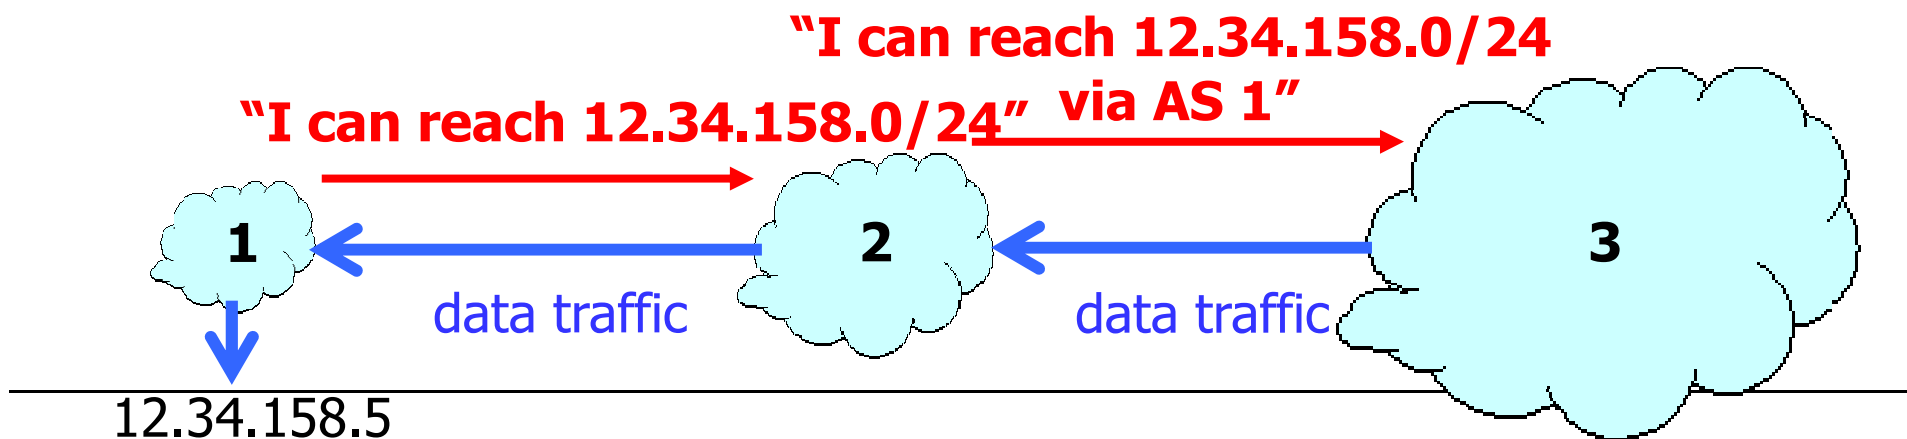 “I can reach 12.34.158.0/24
via AS 1”
“I can reach 12.34.158.0/24”
1
2
3
data traffic
data traffic
12.34.158.5